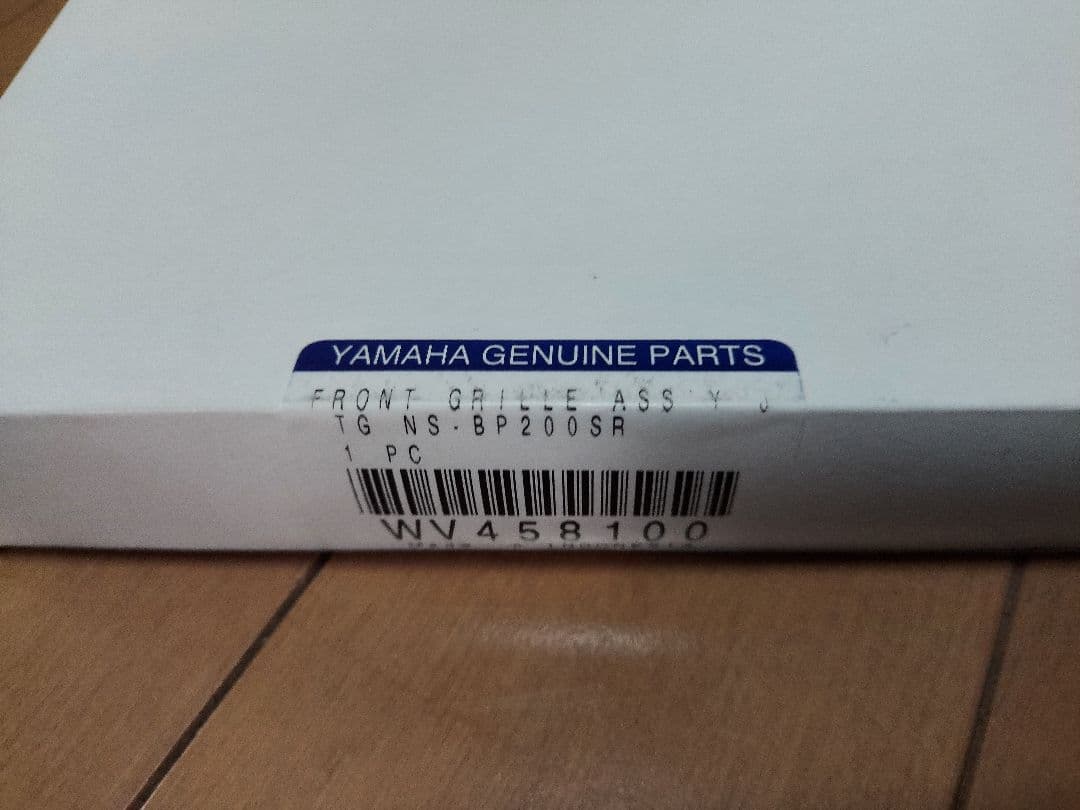 YAMAHA GENUINE PARTS
FRONT GRILLE ASS'Y J
TG NS-BP200SR
1 PC
WV458100